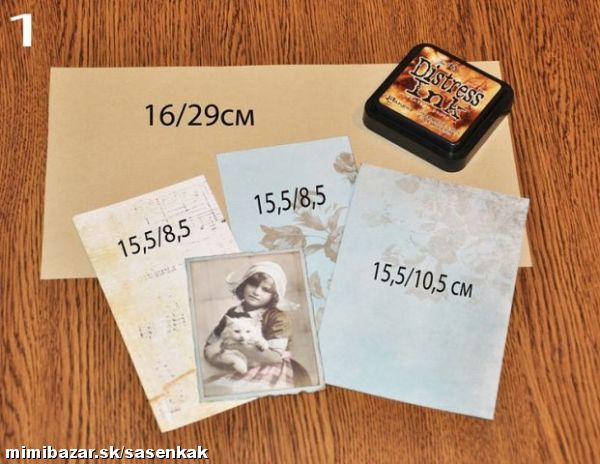 1
16/29см
Distress
Ink
15,5/8,5
15,5/8,5
15,5/10,5 см
mimibazar.sk/sasenkak